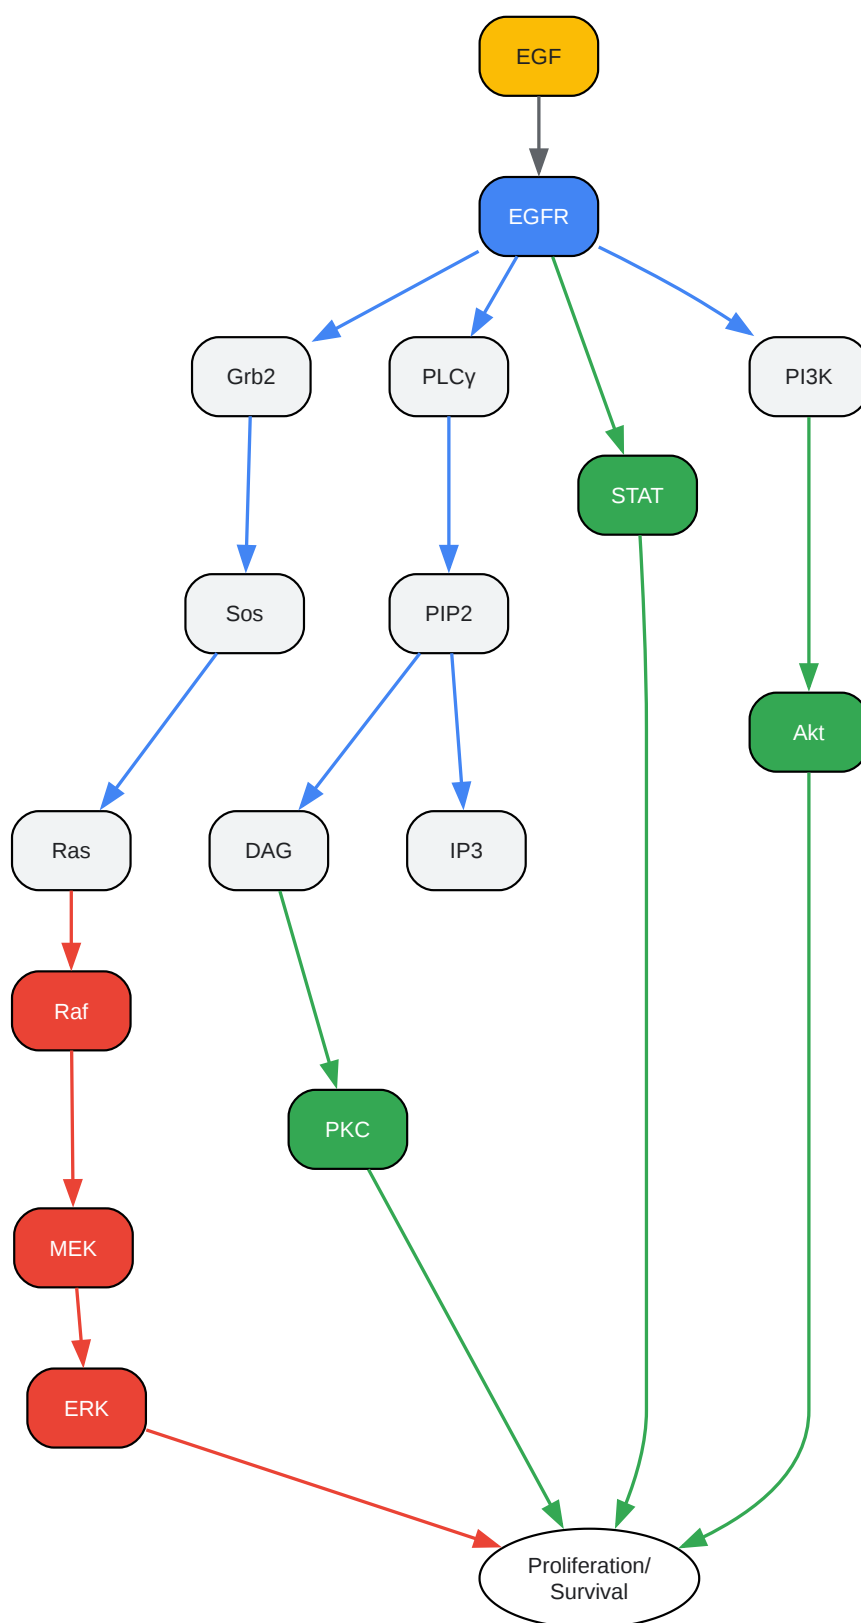 EGF
EGFR
Grb2
PLCγ
PI3K
STAT
Sos
PIP2
Akt
Ras
DAG
IP3
Raf
PKC
MEK
ERK
Proliferation/
Survival